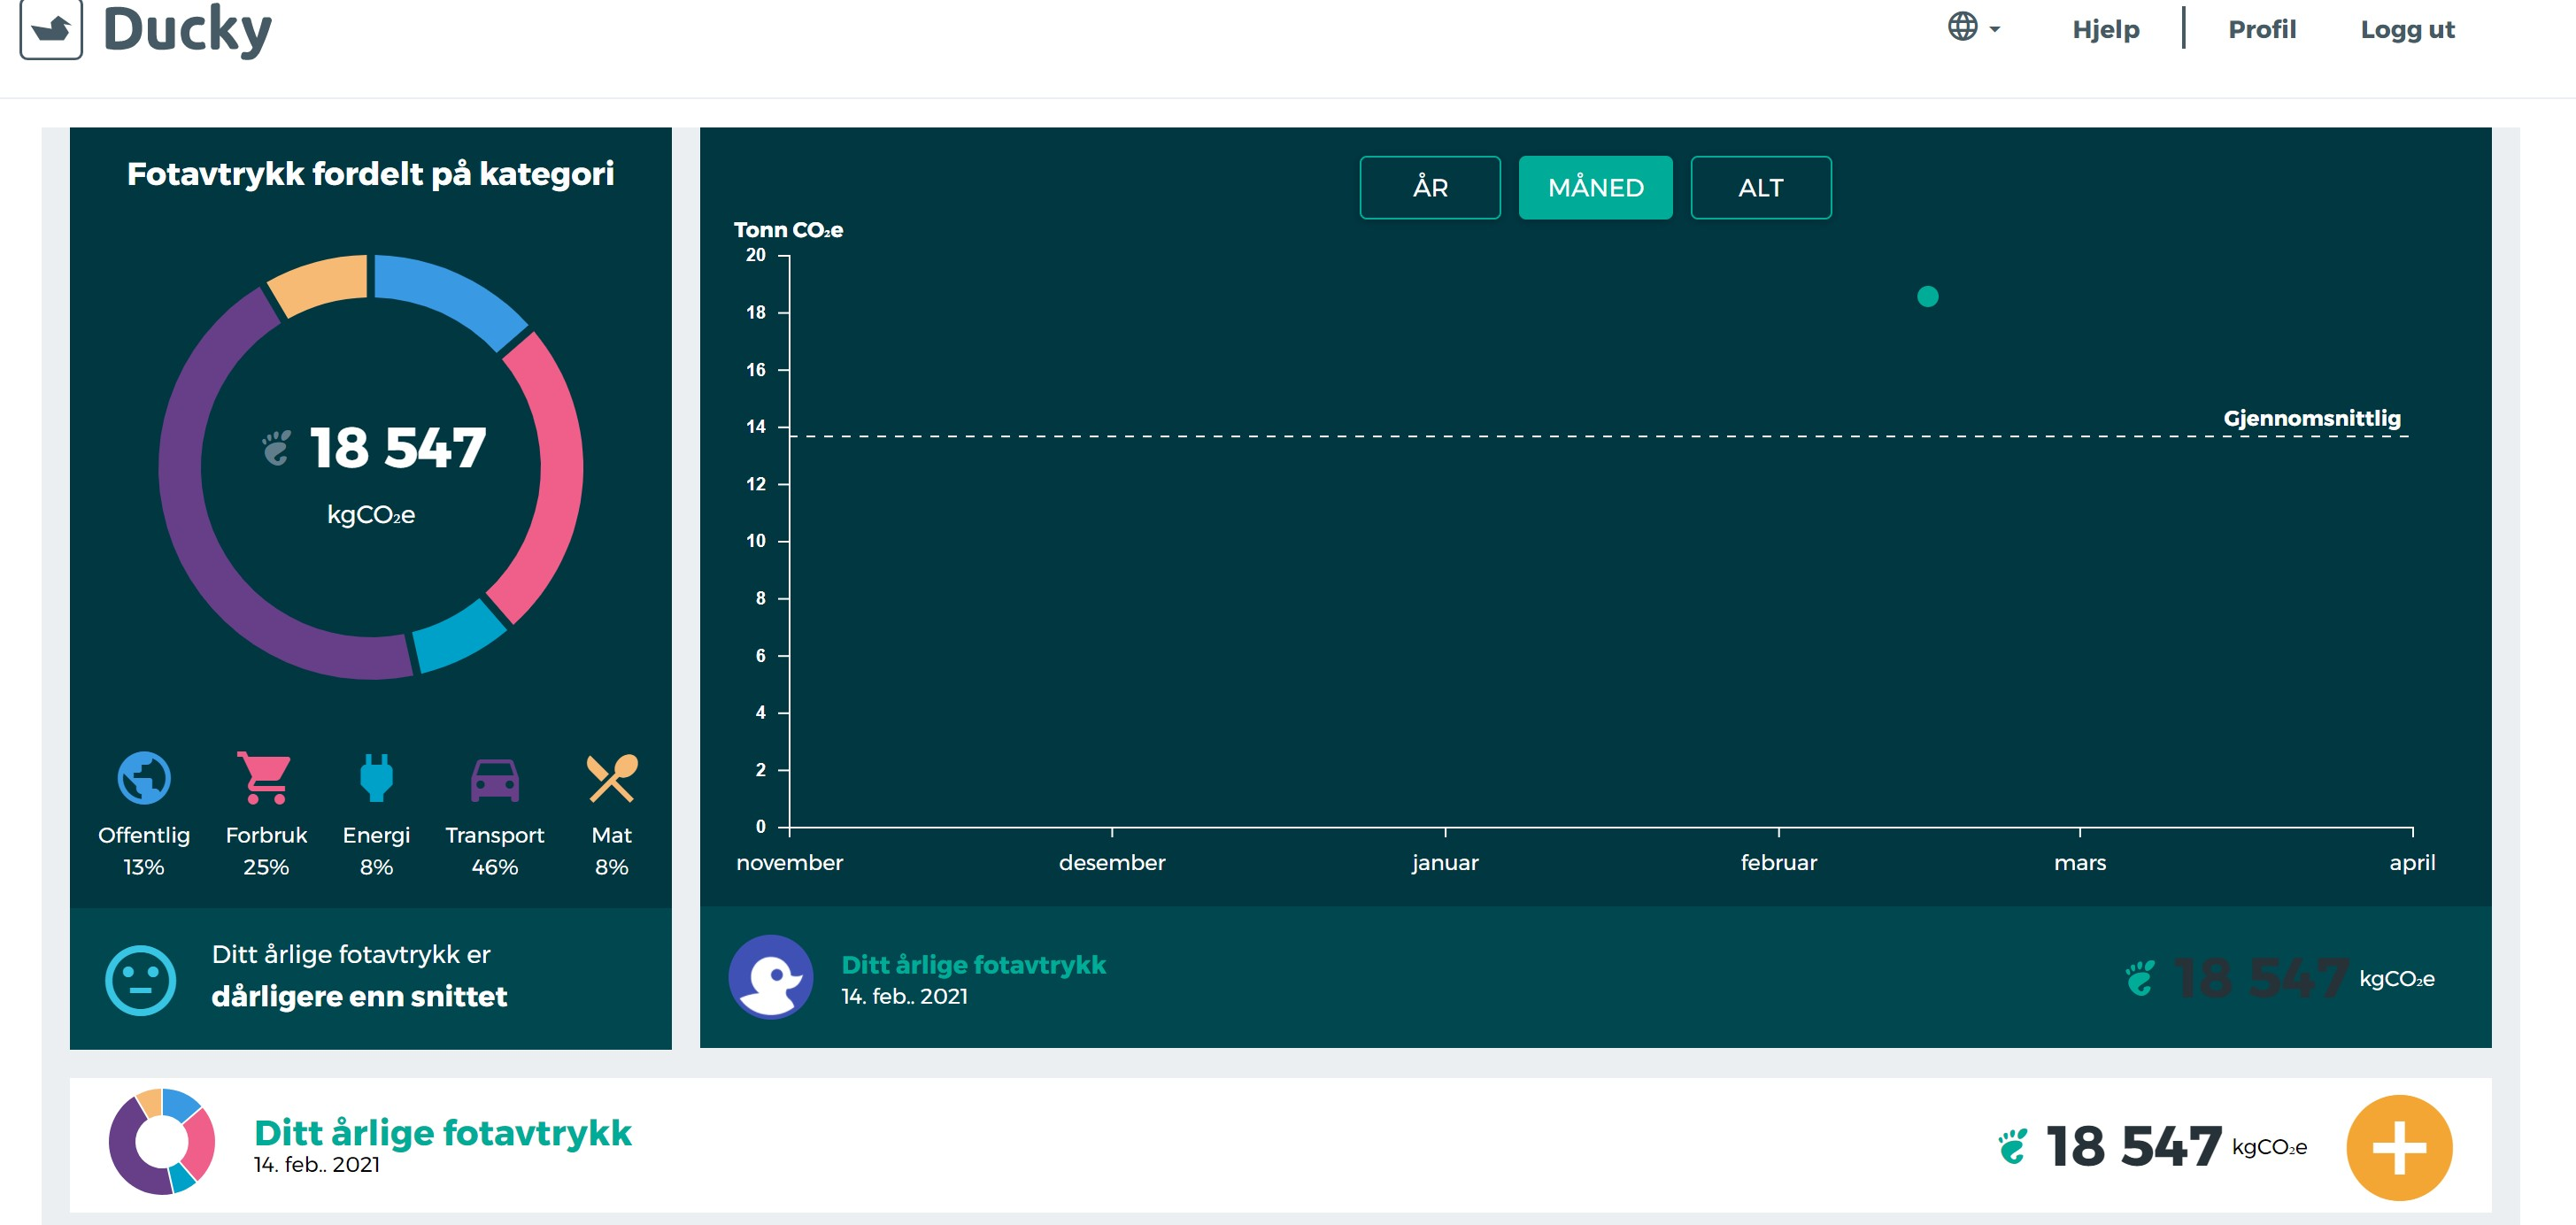 Ducky
Hjelp
Profil
Logg ut
Fotavtrykk fordelt på kategori
18 547
kgCO₂e
Offentlig Forbruk Energi Transport Mat
13% 25% 8% 46% 8%
Ditt årlige fotavtrykk er
dårligere enn snittet
ÅR MÅNED ALT
Tonn CO₂e
20
18
16
14
Gjennomsnittlig
12
10
8
6
4
2
0
november desember januar februar mars april
Ditt årlige fotavtrykk
14. feb.. 2021
18 547 kgCO₂e
Ditt årlige fotavtrykk
14. feb.. 2021
18 547 kgCO₂e